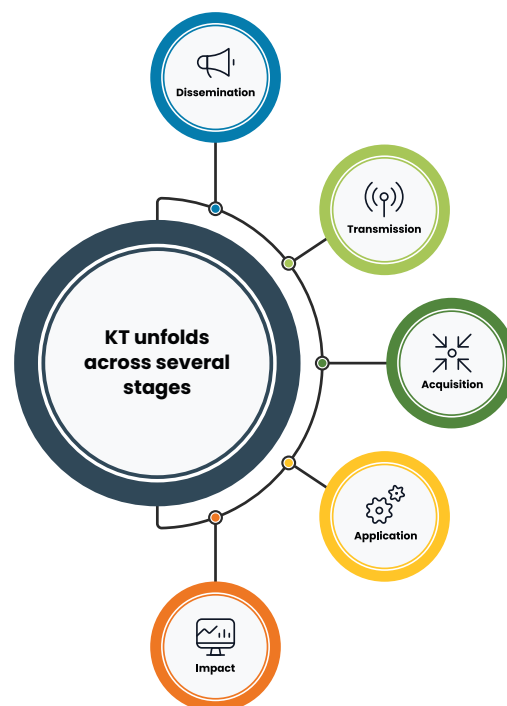 Dissemination
Transmission
KT unfolds
across several
stages
Acquisition
Application
Impact